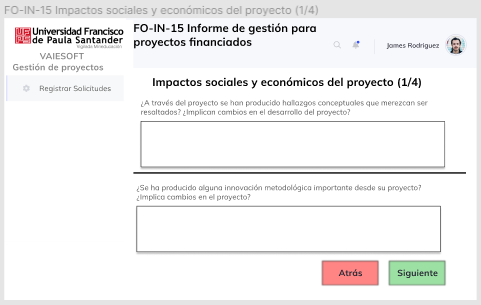 FO-IN-15 Impactos sociales y económicos del proyecto (1/4)
Universidad Francisco
de Paula Santander
Vigilada Mineducación
VAIESOFT
Gestión de proyectos
Registrar Solicitudes
FO-IN-15 Informe de gestión para
proyectos financiados
James Rodriguez
Impactos sociales y económicos del proyecto (1/4)
¿A través del proyecto se han producido hallazgos conceptuales que merezcan ser
resaltados? ¿Implican cambios en el desarrollo del proyecto?
¿Se ha producido alguna innovación metodológica importante desde su proyecto?
¿Implica cambios en el proyecto?
Atrás
Siguiente